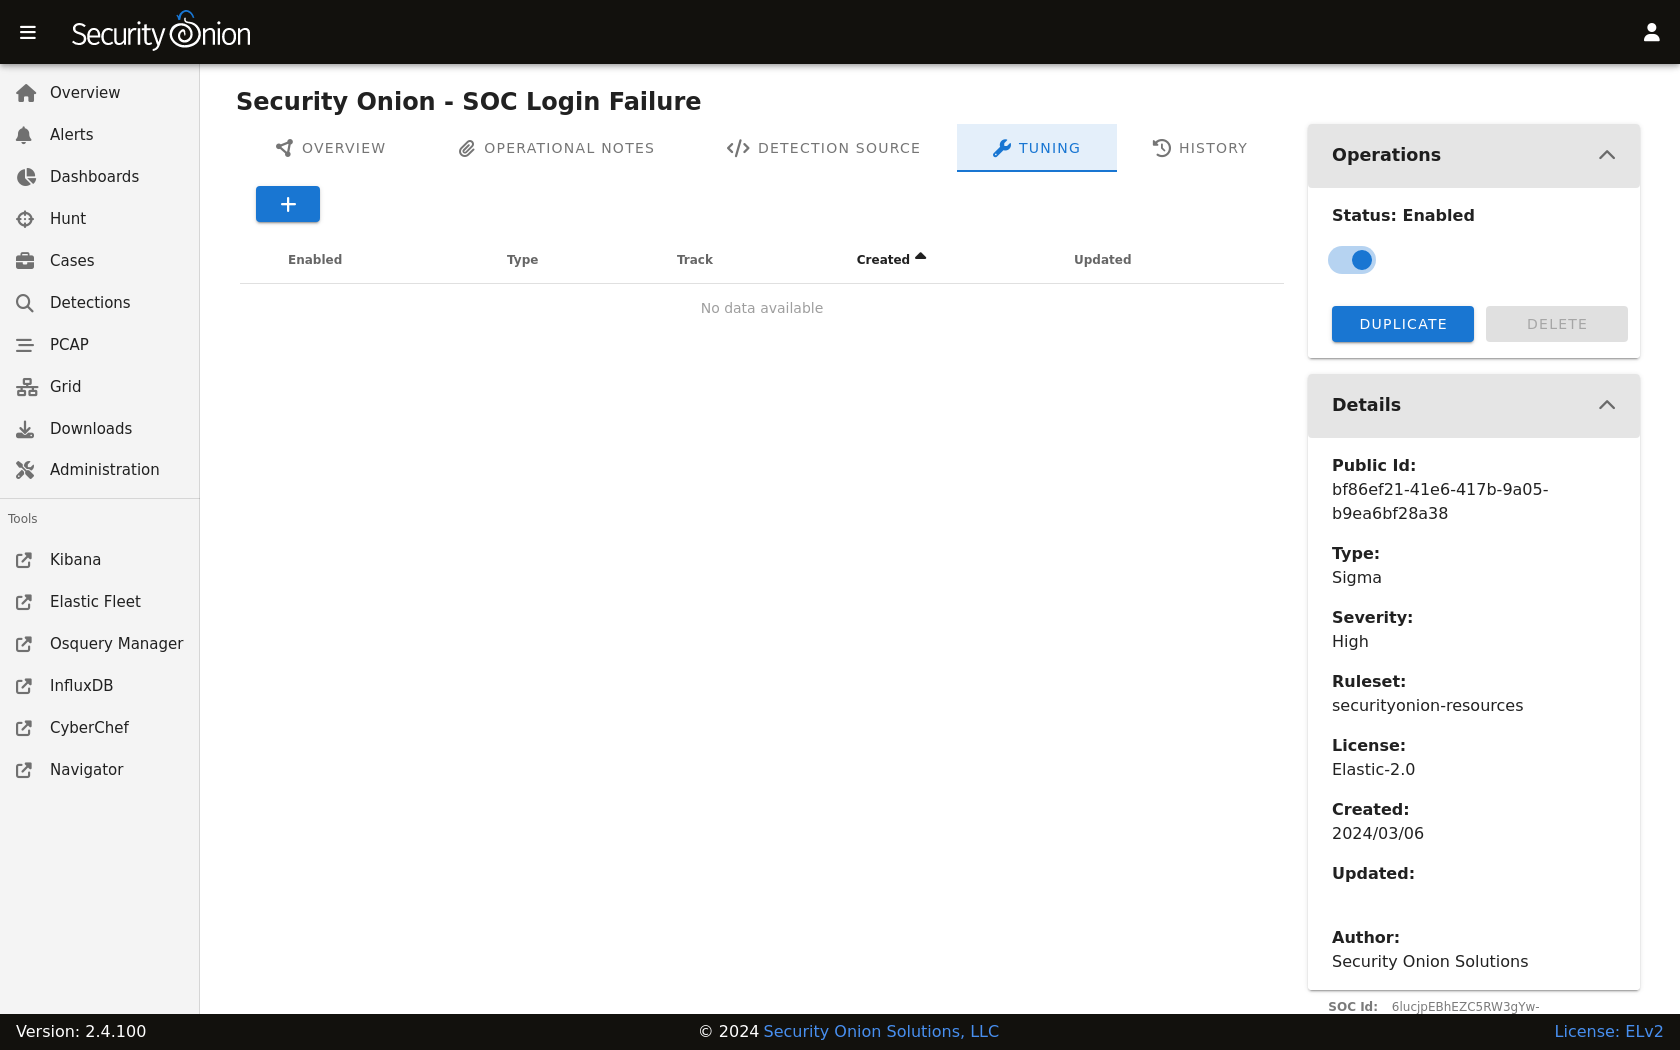 Security Onion
Overview
Alerts
Dashboards
Hunt
Cases
Detections
PCAP
Grid
Downloads
Administration
Tools
Kibana
Elastic Fleet
Osquery Manager
InfluxDB
CyberChef
Navigator
Security Onion - SOC Login Failure
OVERVIEW OPERATIONAL NOTES DETECTION SOURCE TUNING HISTORY
Enabled Type Track Created Updated
No data available
Operations
Status: Enabled
DUPLICATE DELETE
Details
Public Id:
bf86ef21-41e6-417b-9a05-
b9ea6bf28a38
Type:
Sigma
Severity:
High
Ruleset:
securityonion-resources
License:
Elastic-2.0
Created:
2024/03/06
Updated:
Author:
Security Onion Solutions
SOC Id: 6lucjpEBhEZC5RW3gYw-
Version: 2.4.100 © 2024 Security Onion Solutions, LLC License: ELv2